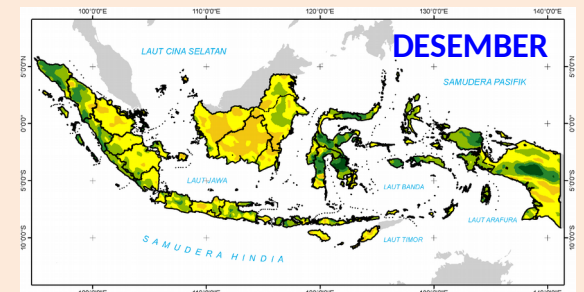 100°0'0"E 110°0'0"E 120°0'0"E 130°0'0"E 140°0'0"E
DESEMBER
LAUT CINA SELATAN
SAMUDERA PASIFIK
5°0'0"N 5°0'0"N
0°0'0" 0°0'0"
LAUT JAWA
LAUT BANDA
5°0'0"S 5°0'0"S
LAUT ARAFURA
LAUT TIMOR
10°0'0"S 10°0'0"S
SAMUDERA HINDIA